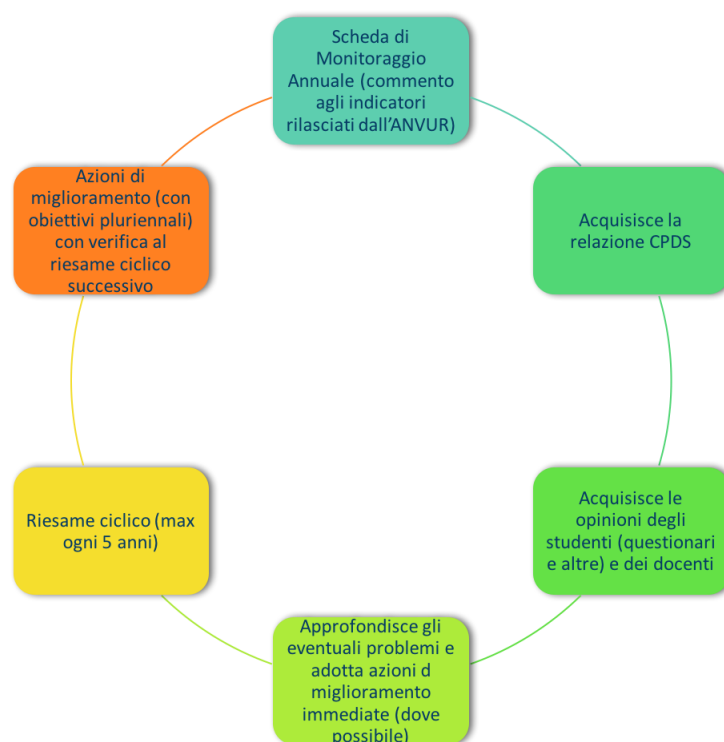 Scheda di
Monitoraggio
Annuale (commento
agli indicatori
rilasciati dall'ANVUR)
Acquisisce la
relazione CPDS
Acquisisce le
opinioni degli
studenti (questionari
e altre) e dei docenti
Approfondisce gli
eventuali problemi e
adotta azioni d
miglioramento
immediate (dove
possibile)
Riesame ciclico (max
ogni 5 anni)
Azioni di
miglioramento (con
obiettivi pluriennali)
con verifica al
riesame ciclico
successivo